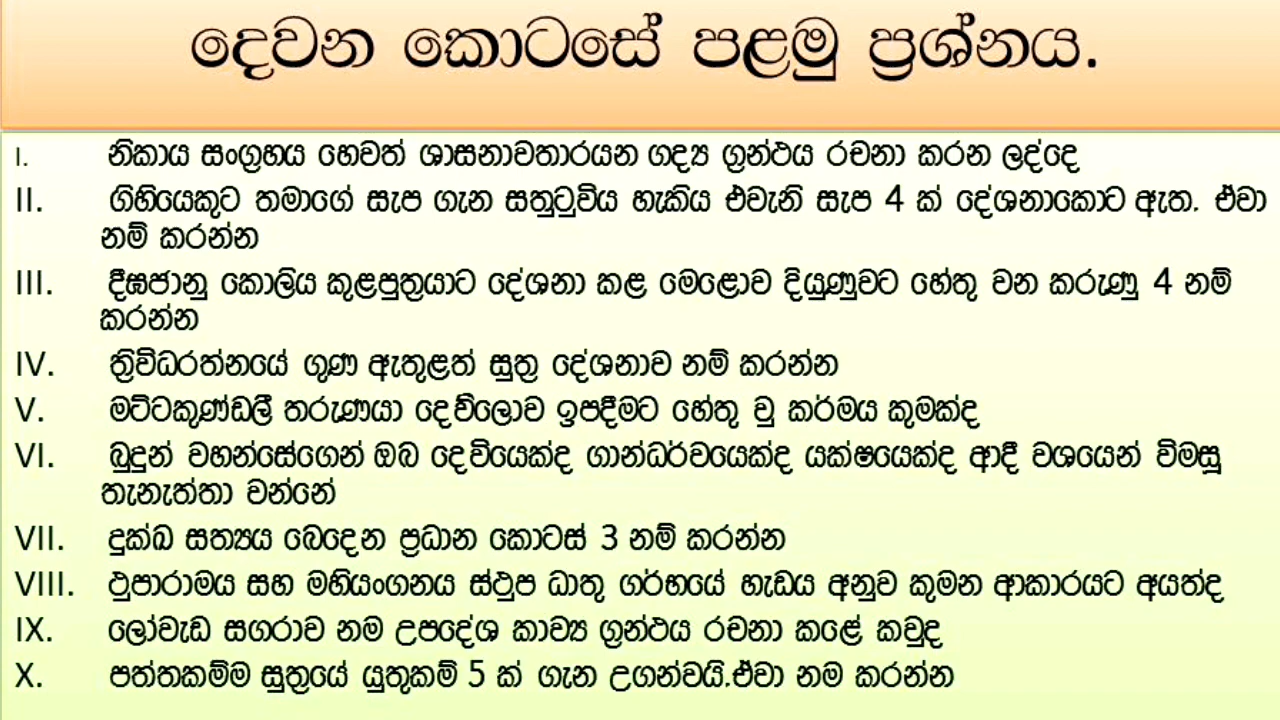 දෙවන කොටසේ පළමු ප්‍රශ්නය.
I. නිකාය සංග්‍රහය හෙවත් ශාසනාවතාරයන ගද්‍ය ග්‍රන්ථය රචනා කරන ලද්දෙ
II. ගිහියෙකුට තමාගේ සැප ගැන සතුටුවිය හැකිය එවැනි සැප 4 ක් දේශනාකොට ඇත. ඒවා
නම් කරන්න
III. දීඝජානු කොලිය කුළපුත්‍රයාට දේශනා කළ මෙළොව දියුණුවට හේතු වන කරුණු 4 නම්
කරන්න
IV. ත්‍රිවිධරත්නයේ ගුණ ඇතුළත් සුත්‍ර දේශනාව නම් කරන්න
V. මට්ටකුණ්ඩලී තරුණයා දෙව්ලොව ඉපදීමට හේතු වු කර්මය කුමක්ද
VI. බුදුන් වහන්සේගෙන් ඔබ දෙවියෙක්ද ගාන්ධර්වයෙක්ද යක්ෂයෙක්ද ආදී වශයෙන් විමසූ
තැනැත්තා වන්නේ
VII. දුක්ඛ සත්‍යය බෙදෙන ප්‍රධාන කොටස් 3 නම් කරන්න
VIII. ථුපාරාමය සහ මහියංගනය ස්ථුප ධාතු ගර්භයේ හැඩය අනුව කුමන ආකාරයට අයත්ද
IX. ලෝවැඩ සගරාව නම උපදේශ කාව්‍ය ග්‍රන්ථය රචනා කළේ කවුද
X. පත්තකම්ම සුත්‍රයේ යුතුකම් 5 ක් ගැන උගන්වයි.ඒවා නම කරන්න